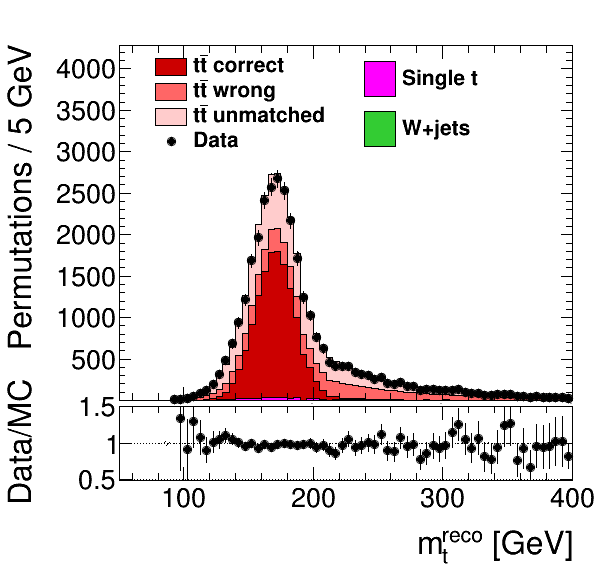 Permutations / 5 GeV
4000
3500
3000
2500
2000
1500
1000
500
tt̄ correct
tt̄ wrong
tt̄ unmatched
Data
Single t
W+jets
Data/MC
1.5
1
0.5
100
200
300
400
m_t^reco [GeV]